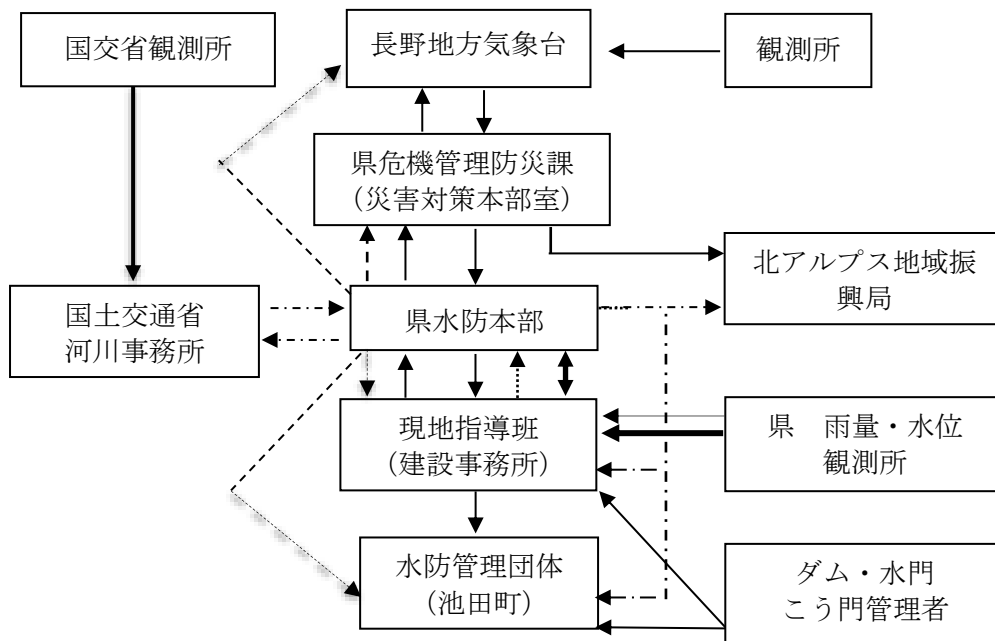 国交省観測所
長野地方気象台
観測所
県危機管理防災課
（災害対策本部室）
北アルプス地域振
興局
国土交通省
河川事務所
県水防本部
現地指導班
（建設事務所）
県　雨量・水位
観測所
水防管理団体
（池田町）
ダム・水門
こう門管理者